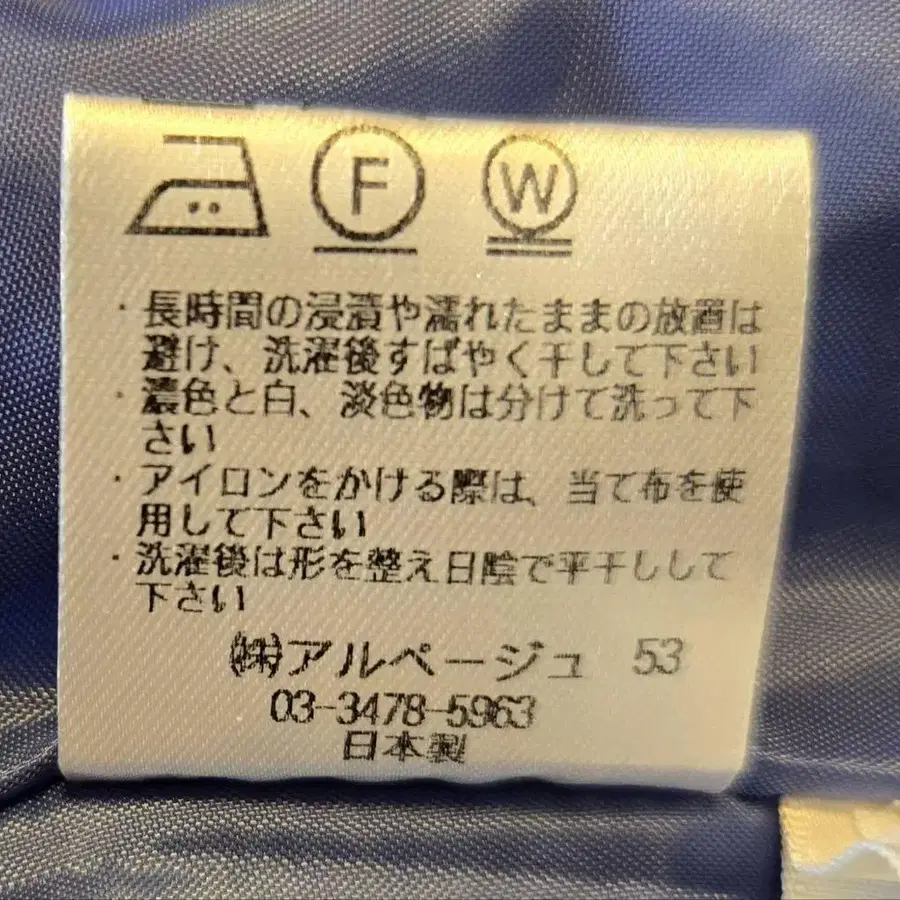 F W
・長時間の浸漬や濡れたままの放置は
避け、洗濯後すばやく干して下さい
・濃色と白、淡色物は分けて洗って下
さい
・アイロンをかける際は、当て布を使
用して下さい
・洗濯後は形を整え日陰で平干しして
下さい
㈱アルページュ 53
03-3478-5963
日本製